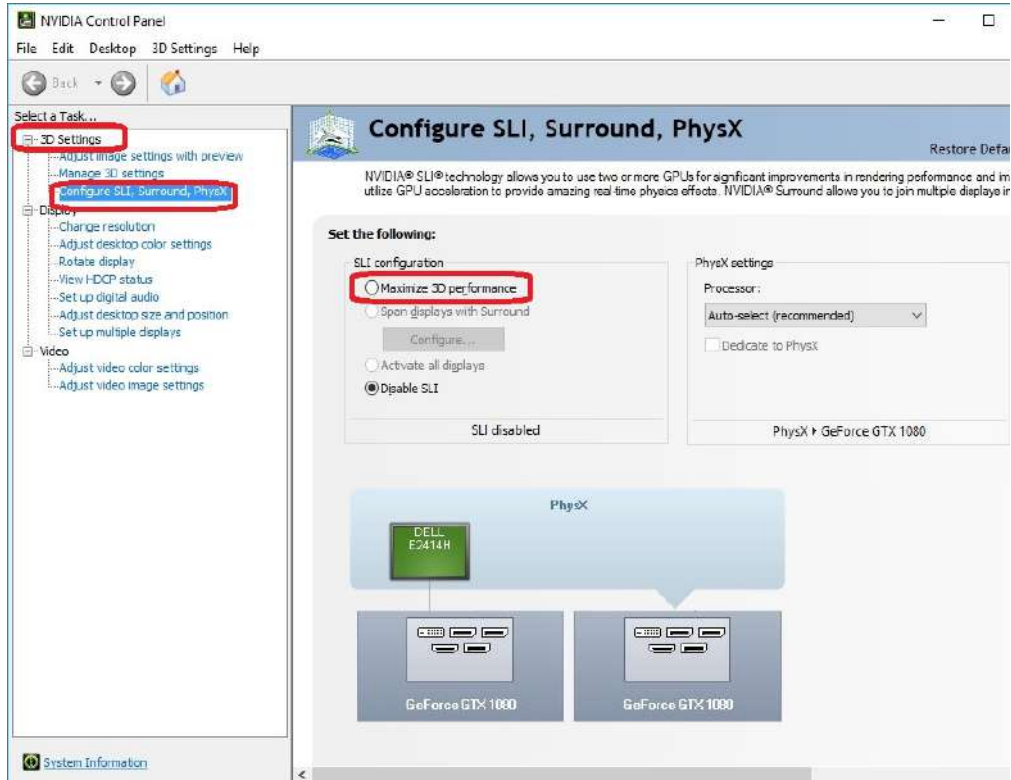 NVIDIA Control Panel
File Edit Desktop 3D Settings Help
Back
Select a Task...
3D Settings
Adjust image settings with preview
Manage 3D settings
Configure SLI, Surround, PhysX
Display
Change resolution
Adjust desktop color settings
Rotate display
View HDCP status
Set up digital audio
Adjust desktop size and position
Set up multiple displays
Video
Adjust video color settings
Adjust video image settings
System Information
Configure SLI, Surround, PhysX
Restore Defa
NVIDIA® SLI® technology allows you to use two or more GPUs for significant improvements in rendering performance and im
utilize GPU acceleration to provide amazing real-time physics effects. NVIDIA® Surround allows you to join multiple displays in
Set the following:
SLI configuration
Maximize 3D performance
Span displays with Surround
Configure...
Activate all displays
Disable SLI
SLI disabled
PhysX settings
Processor:
Auto-select (recommended)
Dedicate to PhysX
PhysX > GeForce GTX 1080
PhysX
DELL
E2414H
GeForce GTX 1080
GeForce GTX 1080